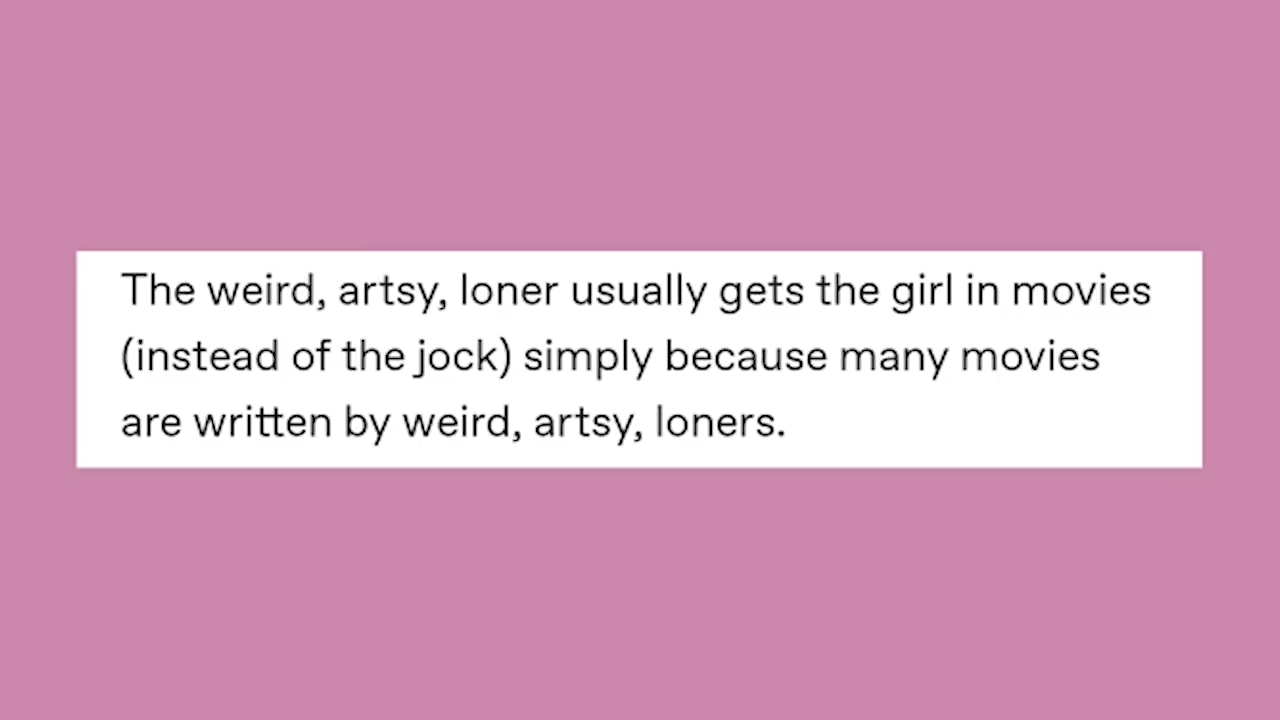 The weird, artsy, loner usually gets the girl in movies
(instead of the jock) simply because many movies
are written by weird, artsy, loners.